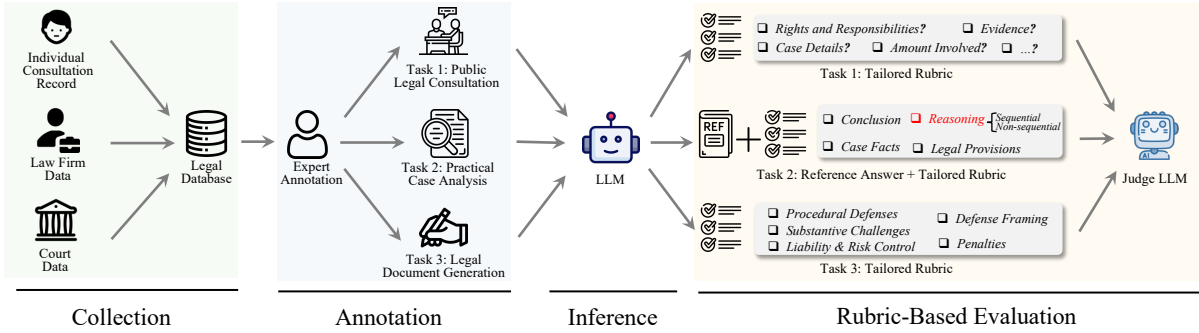 Individual
Consultation
Record
Law Firm
Data
Court
Data
Legal
Database
Collection
Expert
Annotation
Task 1: Public
Legal Consultation
Task 2: Practical
Case Analysis
Task 3: Legal
Document Generation
Annotation
LLM
Inference
Rights and Responsibilities?
Evidence?
Case Details?
Amount Involved?
...?
Task 1: Tailored Rubric
REF
Conclusion
Reasoning
Sequential
Non-sequential
Case Facts
Legal Provisions
Task 2: Reference Answer + Tailored Rubric
Procedural Defenses
Defense Framing
Substantive Challenges
Liability & Risk Control
Penalties
Task 3: Tailored Rubric
AI
Judge LLM
Rubric-Based Evaluation